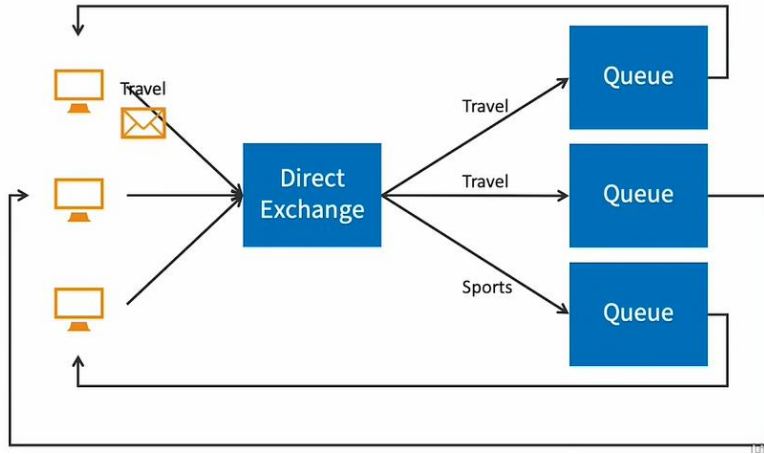 Travel
Direct
Exchange
Travel
Travel
Sports
Queue
Queue
Queue